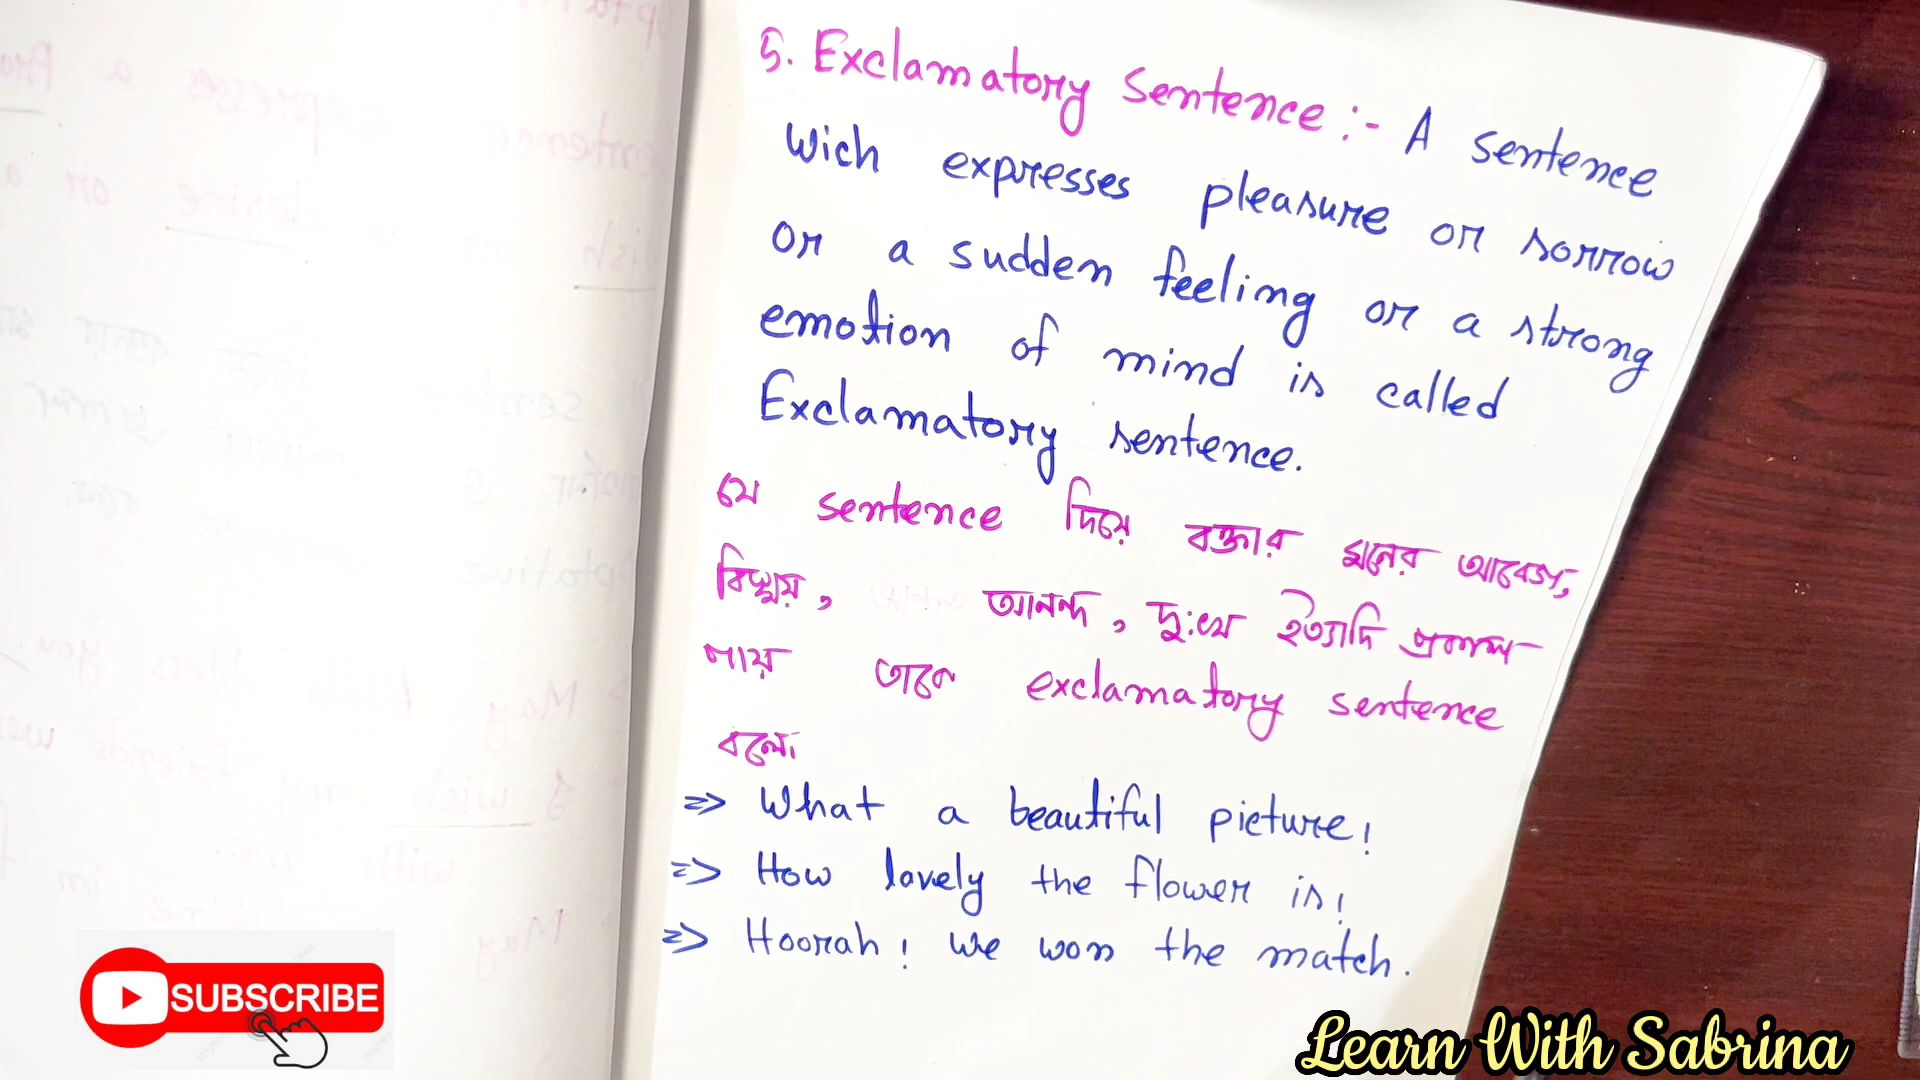 5. Exclamatory Sentence:- A sentence
Wich expresses pleasure or sorrow
or a sudden feeling or a strong
emotion of mind is called
Exclamatory sentence.
যে sentence দিয়ে বক্তার মনের আবেগ,
বিস্ময়, আনন্দ, দু:খ ইত্যাদি প্রকাশ
পায় তাকে exclamatory sentence
বলে।
=> What a beautiful picture!
=> How lovely the flower is!
=> Hoorah! We won the match.
SUBSCRIBE
Learn With Sabrina